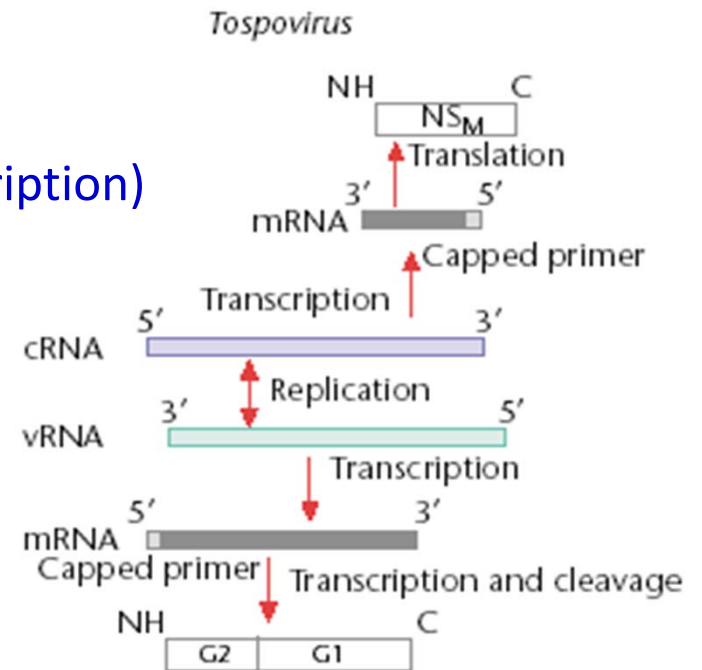 Tospovirus
NH C
NSM
Translation
ription)
3′ 5′
mRNA
Capped primer
Transcription
5′ 3′
cRNA
Replication
3′ 5′
vRNA
Transcription
5′ 3′
mRNA
Capped primer
Transcription and cleavage
NH C
G2 G1